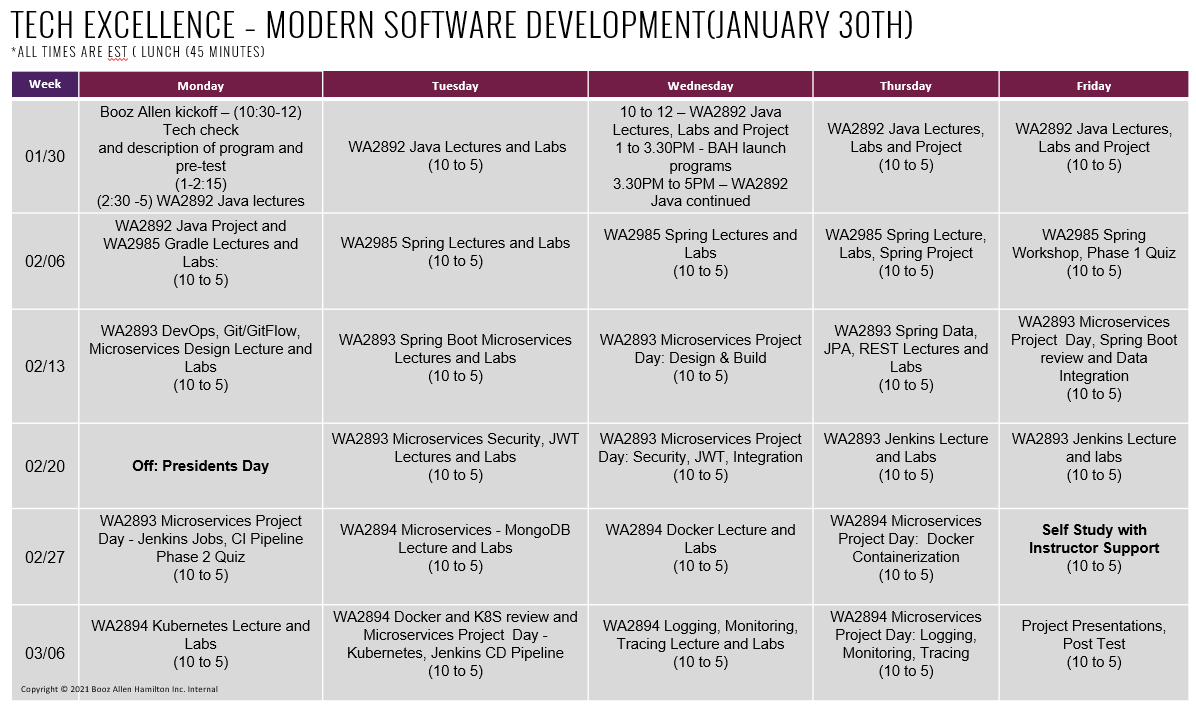 TECH EXCELLENCE – MODERN SOFTWARE DEVELOPMENT(JANUARY 30TH)
*ALL TIMES ARE EST ( LUNCH (45 MINUTES)
Week
Monday
Tuesday
Wednesday
Thursday
Friday
01/30
Booz Allen kickoff – (10:30-12)
Tech check
and description of program and
pre-test
(1-2:15)
(2:30 -5) WA2892 Java lectures
WA2892 Java Lectures and Labs
(10 to 5)
10 to 12 – WA2892 Java
Lectures, Labs and Project
1 to 3.30PM - BAH launch
programs
3.30PM to 5PM – WA2892
Java continued
WA2892 Java Lectures,
Labs and Project
(10 to 5)
WA2892 Java Lectures,
Labs and Project
(10 to 5)
02/06
WA2892 Java Project and
WA2985 Gradle Lectures and
Labs:
(10 to 5)
WA2985 Spring Lectures and Labs
(10 to 5)
WA2985 Spring Lectures and
Labs
(10 to 5)
WA2985 Spring Lecture,
Labs, Spring Project
(10 to 5)
WA2985 Spring
Workshop, Phase 1 Quiz
(10 to 5)
02/13
WA2893 DevOps, Git/GitFlow,
Microservices Design Lecture and
Labs
(10 to 5)
WA2893 Spring Boot Microservices
Lectures and Labs
(10 to 5)
WA2893 Microservices Project
Day: Design & Build
(10 to 5)
WA2893 Spring Data,
JPA, REST Lectures and
Labs
(10 to 5)
WA2893 Microservices
Project  Day, Spring Boot
review and Data
Integration
(10 to 5)
02/20
Off: Presidents Day
WA2893 Microservices Security, JWT
Lectures and Labs
(10 to 5)
WA2893 Microservices Project
Day: Security, JWT, Integration
(10 to 5)
WA2893 Jenkins Lecture
and Labs
(10 to 5)
WA2893 Jenkins Lecture
and labs
(10 to 5)
02/27
WA2893 Microservices Project
Day - Jenkins Jobs, CI Pipeline
Phase 2 Quiz
(10 to 5)
WA2894 Microservices - MongoDB
Lecture and Labs
(10 to 5)
WA2894 Docker Lecture and
Labs
(10 to 5)
WA2894 Microservices
Project Day:  Docker
Containerization
(10 to 5)
Self Study with
Instructor Support
(10 to 5)
03/06
WA2894 Kubernetes Lecture and
Labs
(10 to 5)
WA2894 Docker and K8S review and
Microservices Project  Day -
Kubernetes, Jenkins CD Pipeline
(10 to 5)
WA2894 Logging, Monitoring,
Tracing Lecture and Labs
(10 to 5)
WA2894 Microservices
Project Day: Logging,
Monitoring, Tracing
(10 to 5)
Project Presentations,
Post Test
(10 to 5)
Copyright © 2021 Booz Allen Hamilton Inc. Internal